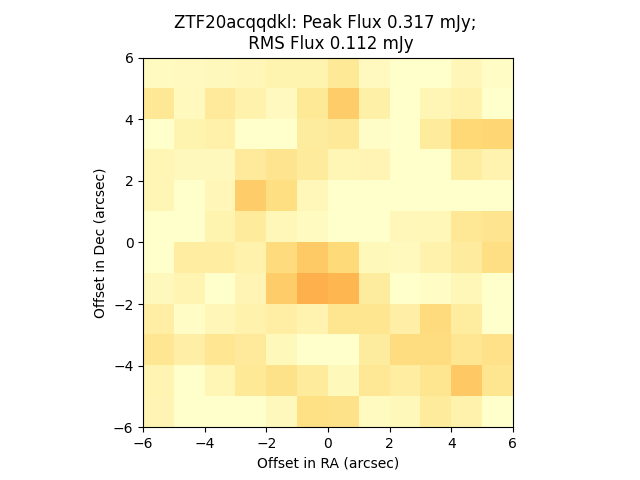 ZTF20acqqdkl: Peak Flux 0.317 mJy;
RMS Flux 0.112 mJy
6
4
2
0
−2
−4
−6
Offset in Dec (arcsec)
−6 −4 −2 0 2 4 6
Offset in RA (arcsec)